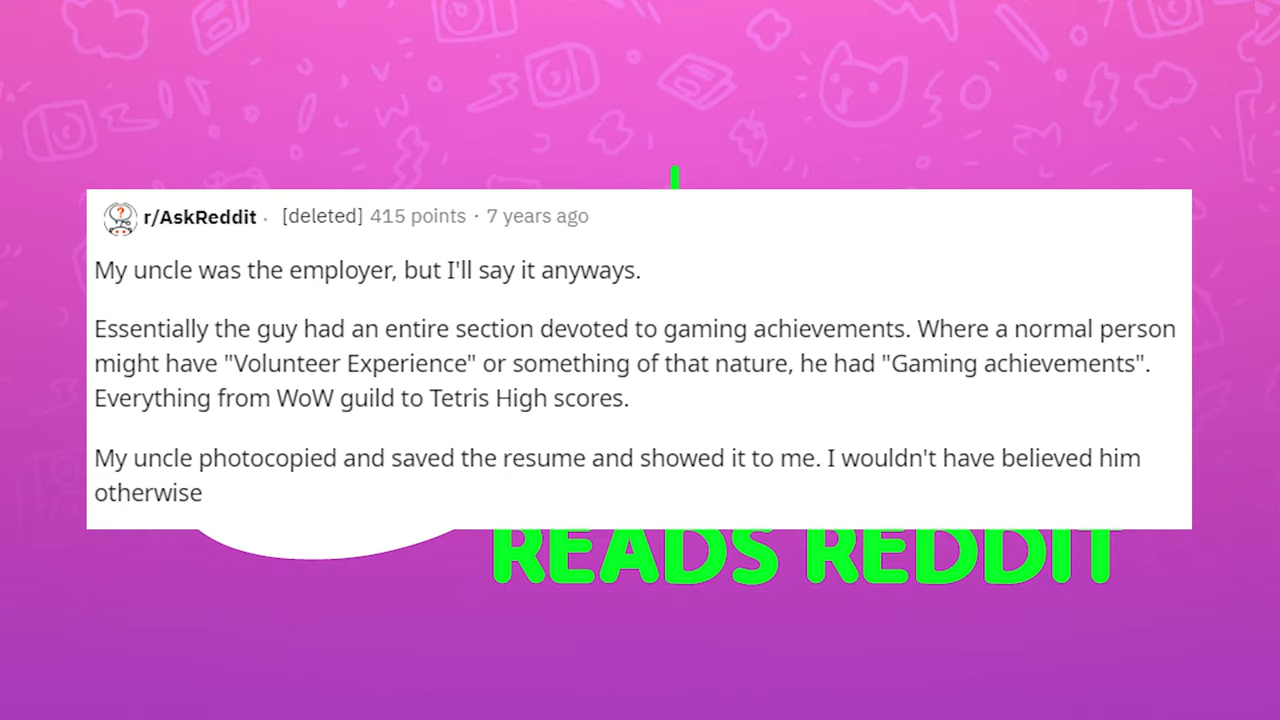 r/AskReddit · [deleted] 415 points · 7 years ago
My uncle was the employer, but I'll say it anyways.
Essentially the guy had an entire section devoted to gaming achievements. Where a normal person
might have "Volunteer Experience" or something of that nature, he had "Gaming achievements".
Everything from WoW guild to Tetris High scores.
My uncle photocopied and saved the resume and showed it to me. I wouldn't have believed him
otherwise
READS REDDIT